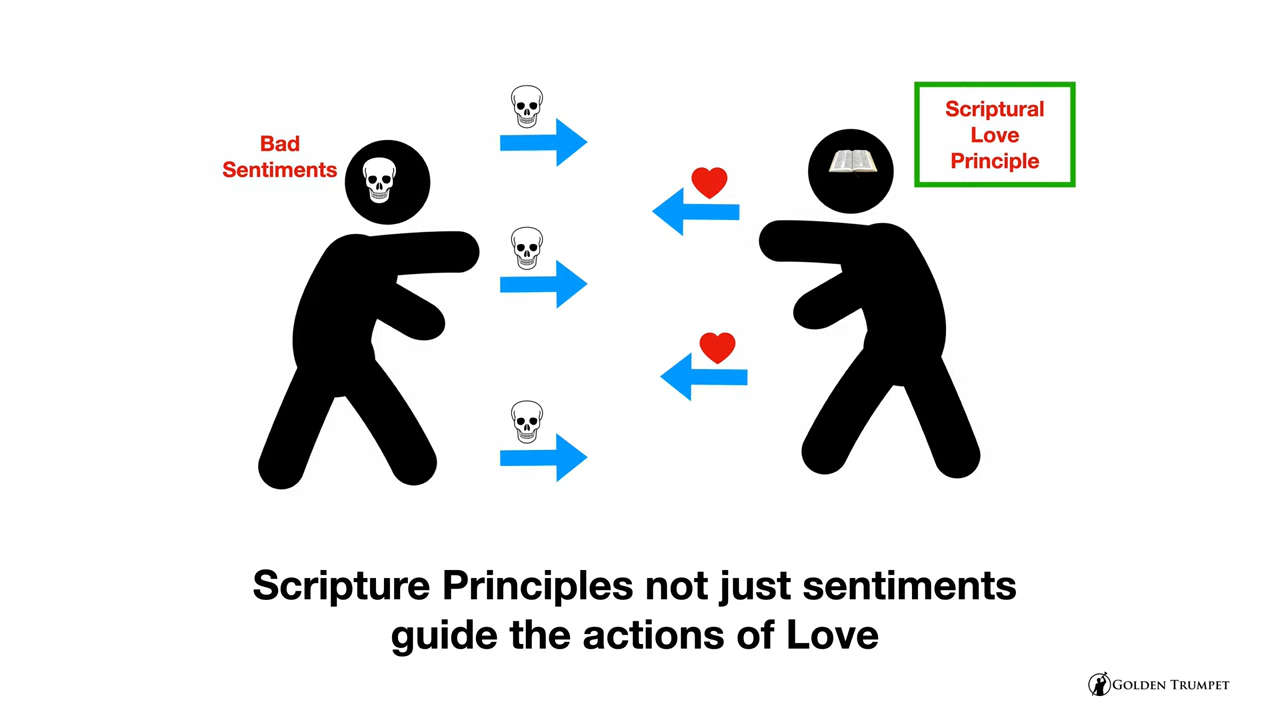 Bad
Sentiments
Scriptural
Love
Principle
Scripture Principles not just sentiments
guide the actions of Love
GOLDEN TRUMPET